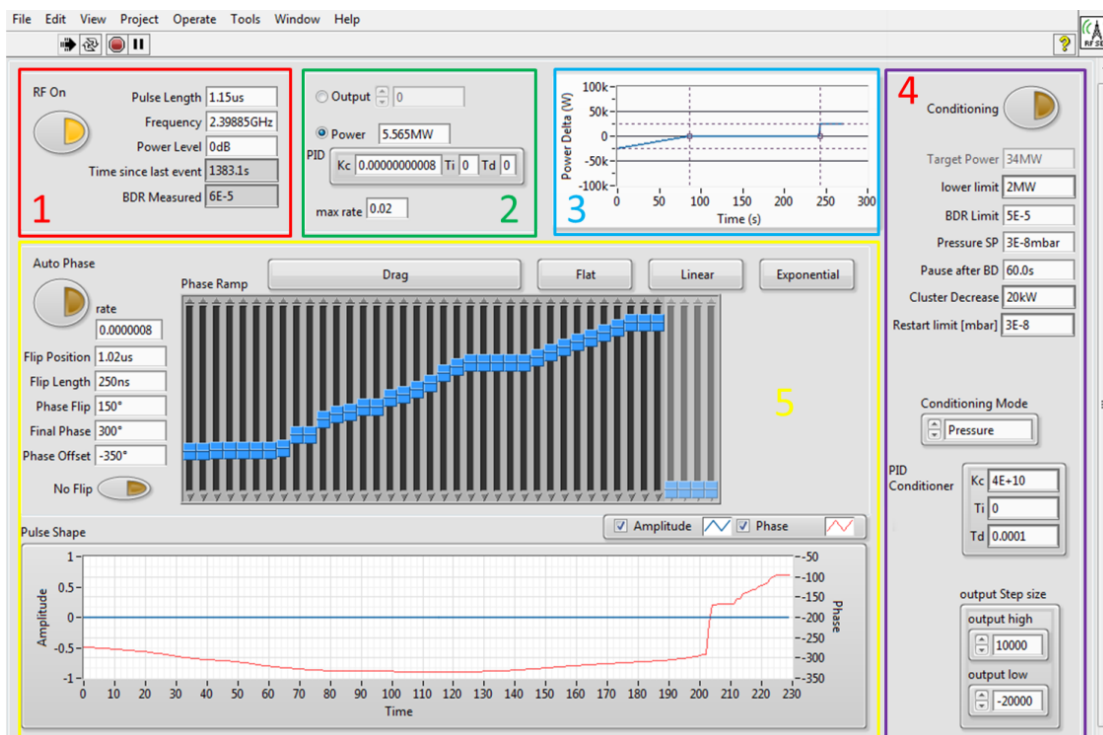 File Edit View Project Operate Tools Window Help
RF On
Pulse Length 1.15us
Frequency 2.39885GHz
Power Level 0dB
Time since last event 1383.1s
BDR Measured 6E-5
1
Output 0
Power 5.565MW
PID
Kc 0.00000000008 Ti 0 Td 0
max rate 0.02
2
Power Delta (W)
100k
50k
0
-50k
-100k
0 50 100 150 200 250 300
Time (s)
3
4
Conditioning
Target Power 34MW
lower limit 2MW
BDR Limit 5E-5
Pressure SP 3E-8mbar
Pause after BD 60.0s
Cluster Decrease 20kW
Restart limit [mbar] 3E-8
Conditioning Mode
Pressure
PID
Conditioner
Kc 4E+10
Ti 0
Td 0.0001
output Step size
output high
10000
output low
-20000
Auto Phase
rate
0.0000008
Flip Position 1.02us
Flip Length 250ns
Phase Flip 150°
Final Phase 300°
Phase Offset -350°
No Flip
Phase Ramp
Drag Flat Linear Exponential
5
Pulse Shape
Amplitude Phase
Amplitude
1
0.5
0
-0.5
-1
-50
-100
-150
-200
-250
-300
-350
Phase
0 10 20 30 40 50 60 70 80 90 100 110 120 130 140 150 160 170 180 190 200 210 220 230
Time